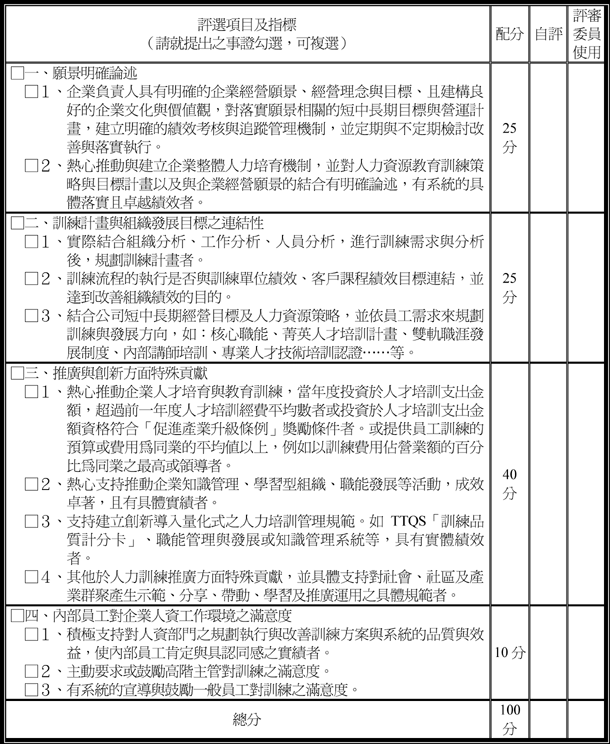 評選項目及指標
（請就提出之事證勾選，可複選）
配分
自評
評審
委員
使用
□一、願景明確論述
□１、企業負責人具有明確的企業經營願景、經營理念與目標、且建構良
好的企業文化與價值觀，對落實願景相關的短中長期目標與營運計
畫，建立明確的績效考核與追蹤管理機制，並定期與不定期檢討改
善與落實執行。
□２、熱心推動與建立企業整體人力培育機制，並對人力資源教育訓練策
略與目標計畫以及與企業經營願景的結合有明確論述，有系統的具
體落實且卓越績效者。
25
分
□二、訓練計畫與組織發展目標之連結性
□１、實際結合組織分析、工作分析、人員分析，進行訓練需求與分析
後，規劃訓練計畫者。
□２、訓練流程的執行是否與訓練單位績效、客戶課程績效目標連結，並
達到改善組織績效的目的。
□３、結合公司短中長期經營目標及人力資源策略，並依員工需求來規劃
訓練與發展方向，如：核心職能、菁英人才培訓計畫、雙軌職涯發
展制度、內部講師培訓、專業人才技術培訓認證……等。
25
分
□三、推廣與創新方面特殊貢獻
□１、熱心推動企業人才培育與教育訓練，當年度投資於人才培訓支出金
額，超過前一年度人才培訓經費平均數者或投資於人才培訓支出金
額資格符合「促進產業升級條例」獎勵條件者。或提供員工訓練的
預算或費用為同業的平均值以上，例如以訓練費用佔營業額的百分
比為同業之最高或領導者。
□２、熱心支持推動企業知識管理、學習型組織、職能發展等活動，成效
卓著，且有具體實績者。
□３、支持建立創新導入量化式之人力培訓管理規範。如 TTQS「訓練品
質計分卡」、職能管理與發展或知識管理系統等，具有實體績效
者。
□４、其他於人力訓練推廣方面特殊貢獻，並具體支持對社會、社區及產
業群聚產生示範、分享、帶動、學習及推廣運用之具體規範者。
40
分
□四、內部員工對企業人資工作環境之滿意度
□１、積極支持對人資部門之規劃執行與改善訓練方案與系統的品質與效
益，使內部員工肯定與具認同感之實績者。
□２、主動要求或鼓勵高階主管對訓練之滿意度。
□３、有系統的宣導與鼓勵一般員工對訓練之滿意度。
10 分
總分
100
分